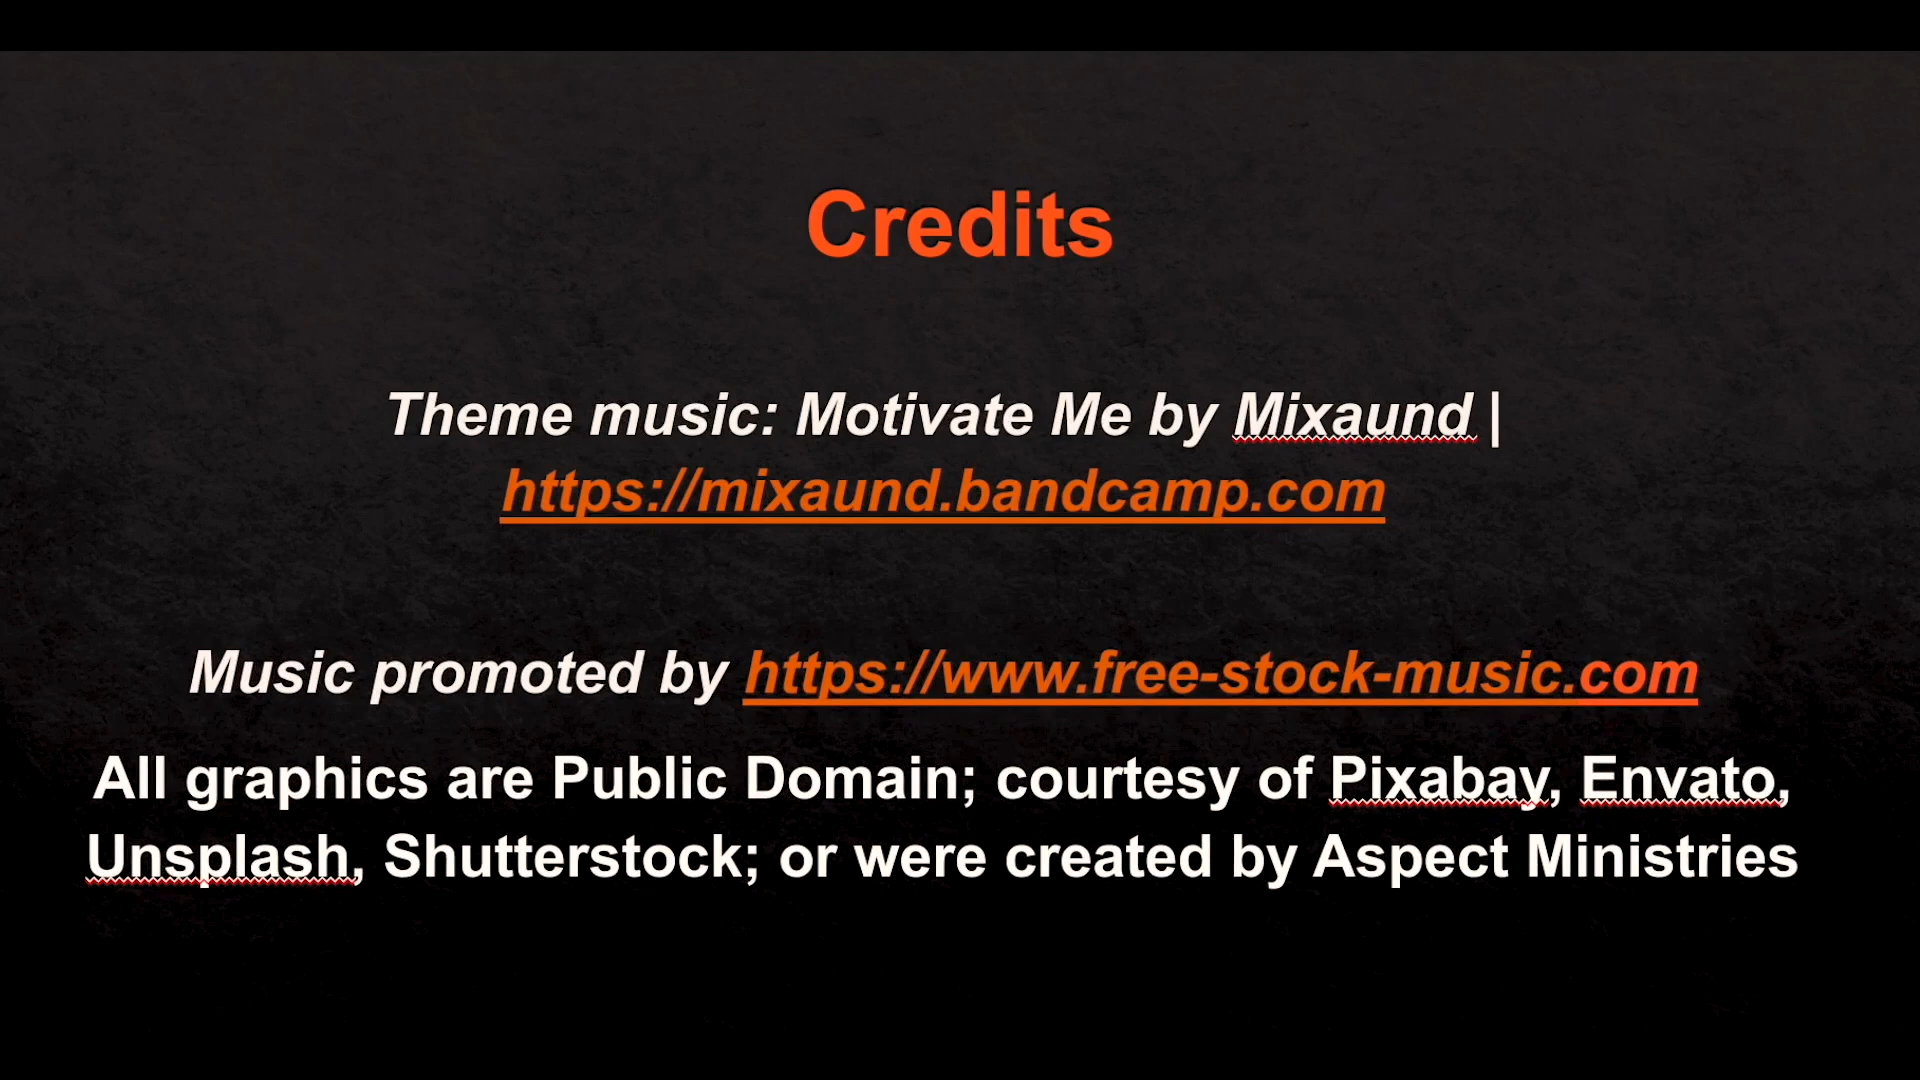 Credits
Theme music: Motivate Me by Mixaund |
https://mixaund.bandcamp.com
Music promoted by https://www.free-stock-music.com
All graphics are Public Domain; courtesy of Pixabay, Envato,
Unsplash, Shutterstock; or were created by Aspect Ministries